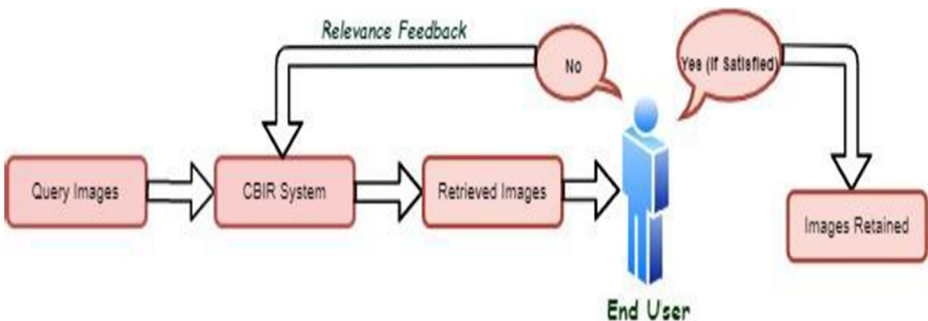 Relevance Feedback
No
Yes (If Satisfied)
Query Images
CBIR System
Retrieved Images
Images Retained
End User